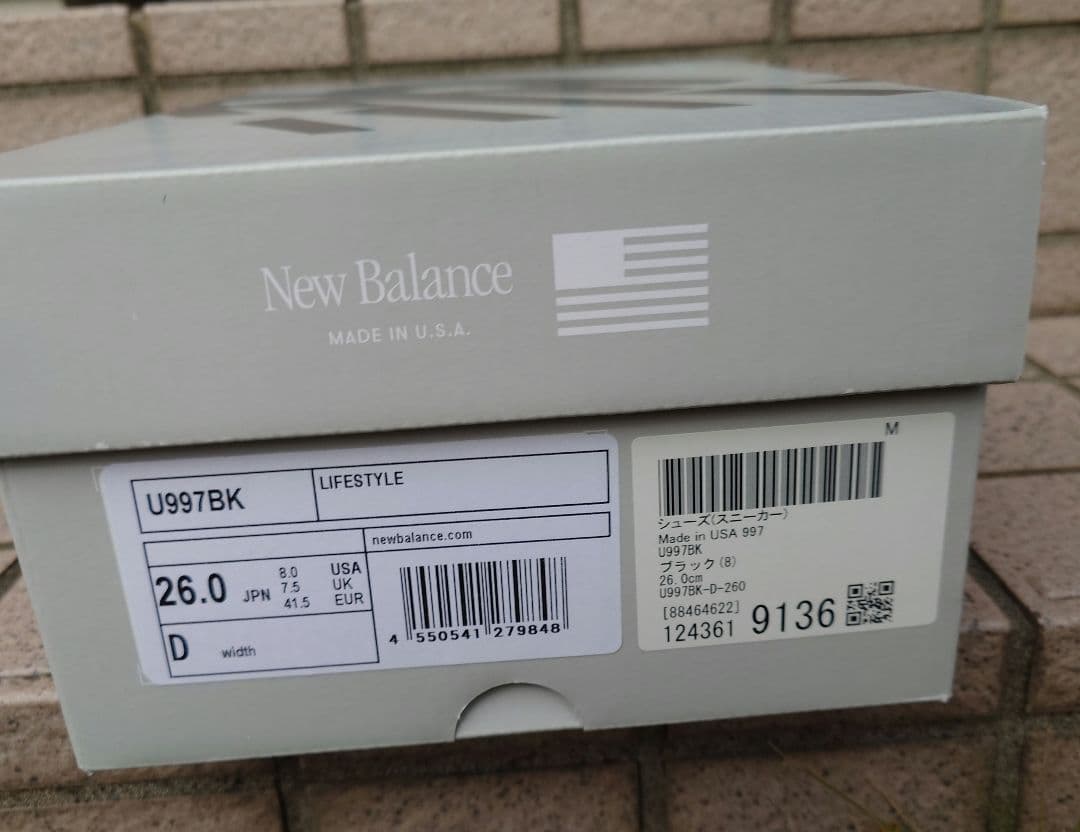 New Balance
MADE IN U.S.A.
U997BK
LIFESTYLE
newbalance.com
26.0 JPN
8.0 USA
7.5 UK
41.5 EUR
D width
4 550541 279848
M
シューズ(スニーカー)
Made in USA 997
U997BK
ブラック(8)
26.0cm
U997BK-D-260
[88464622]
124361 9136